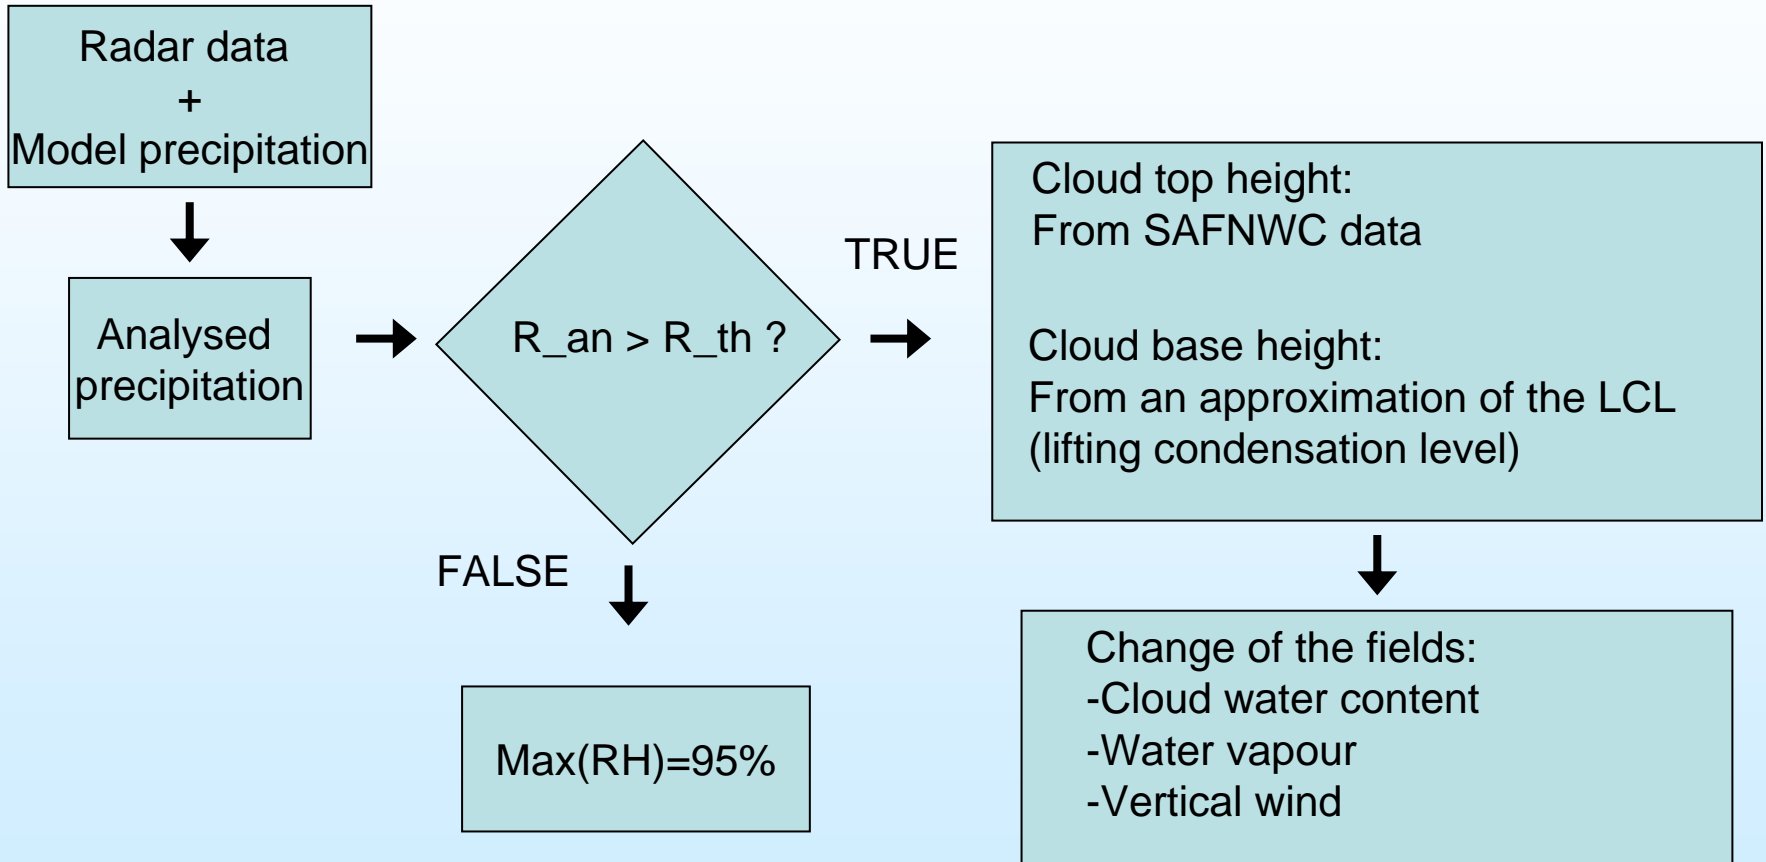 Radar data
+
Model precipitation
Analysed
precipitation
R_an > R_th ?
TRUE
FALSE
Max(RH)=95%
Cloud top height:
From SAFNWC data
Cloud base height:
From an approximation of the LCL
(lifting condensation level)
Change of the fields:
-Cloud water content
-Water vapour
-Vertical wind